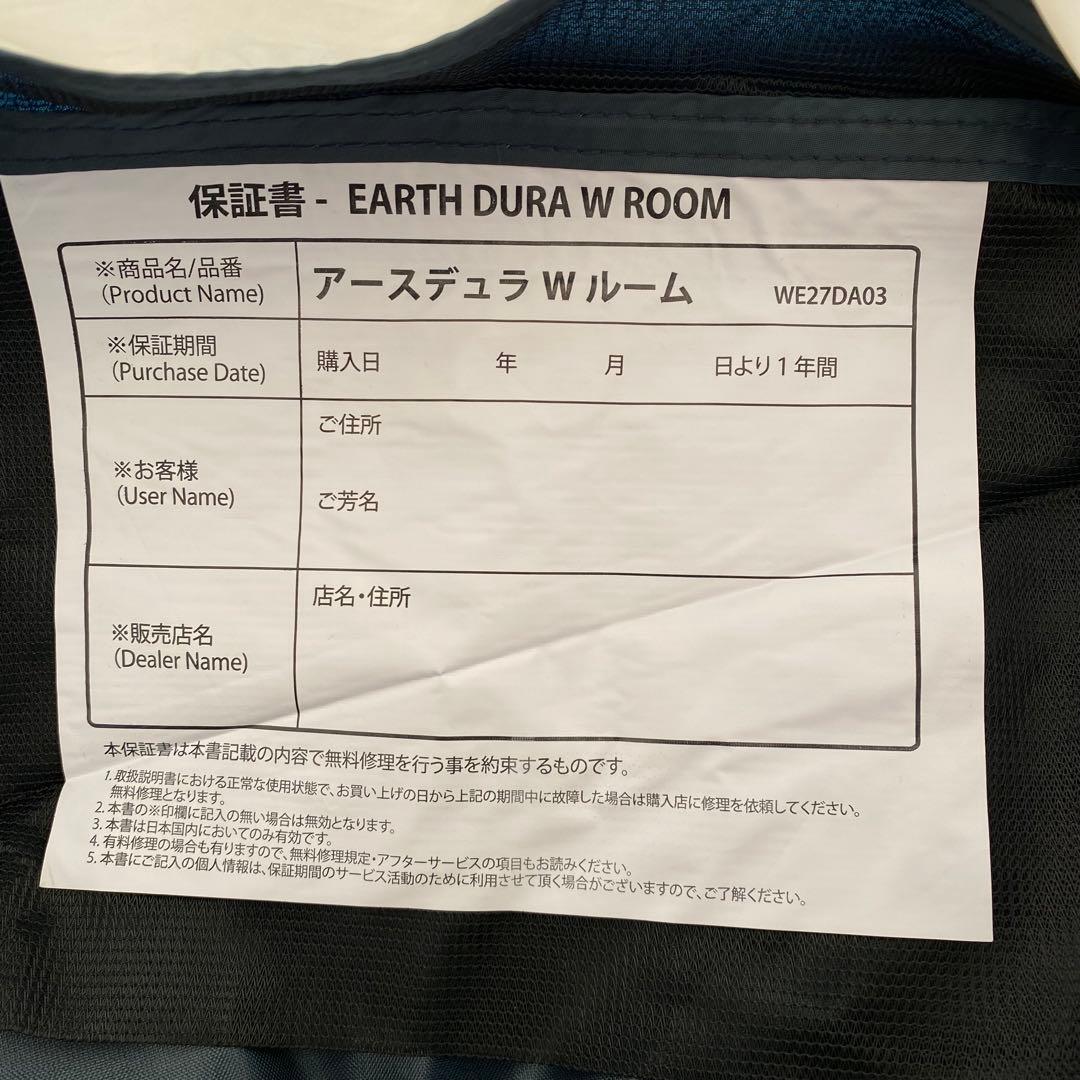 保証書 - EARTH DURA W ROOM
※商品名/品番
(Product Name)
アースデュラ W ルーム WE27DA03
※保証期間
(Purchase Date)
購入日 年 月 日より1年間
※お客様
(User Name)
ご住所
ご芳名
※販売店名
(Dealer Name)
店名・住所
本保証書は本書記載の内容で無料修理を行う事を約束するものです。
1. 取扱説明書における正常な使用状態で、お買い上げの日から上記の期間中に故障した場合は購入店に修理を依頼してください。
無料修理となります。
2. 本書の※印欄に記入の無い場合は無効となります。
3. 本書は日本国内においてのみ有効です。
4. 有料修理の場合も有りますので、無料修理規定・アフターサービスの項目もお読みください。
5. 本書にご記入の個人情報は、保証期間のサービス活動のために利用させて頂く場合がございますので、ご了解ください。